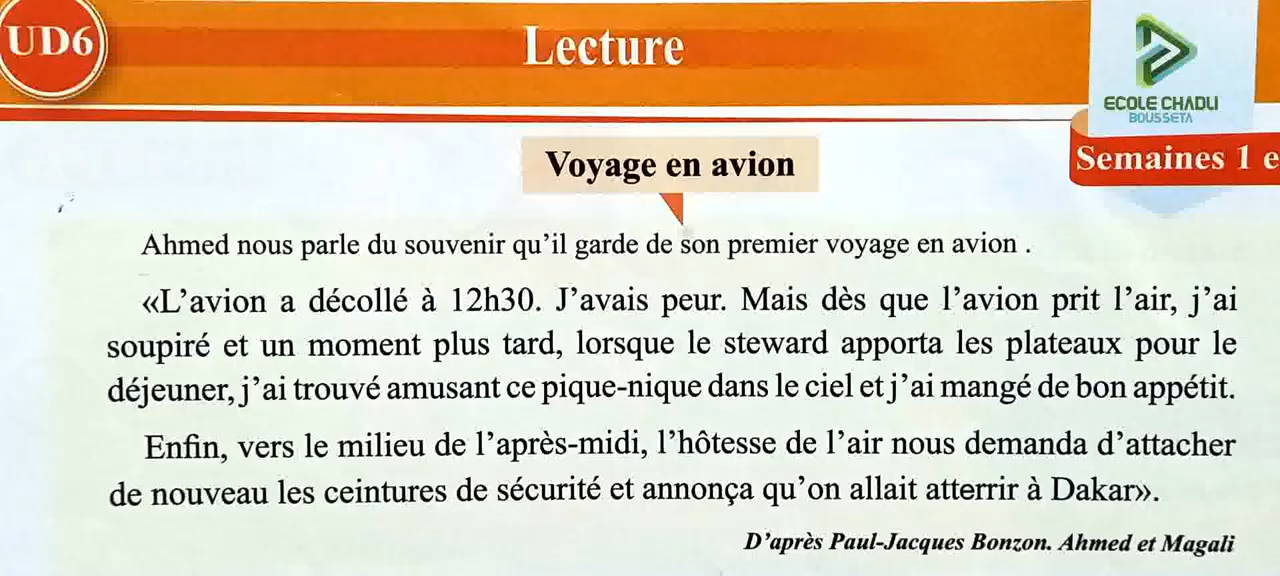 UD6
Lecture
ECOLE CHADLI
BOUSSETA
Semaines 1 e
Voyage en avion
Ahmed nous parle du souvenir qu’il garde de son premier voyage en avion .
«L’avion a décollé à 12h30. J’avais peur. Mais dès que l’avion prit l’air, j’ai
soupiré et un moment plus tard, lorsque le steward apporta les plateaux pour le
déjeuner, j’ai trouvé amusant ce pique-nique dans le ciel et j’ai mangé de bon appétit.
Enfin, vers le milieu de l’après-midi, l’hôtesse de l’air nous demanda d’attacher
de nouveau les ceintures de sécurité et annonça qu’on allait atterrir à Dakar».
D’après Paul-Jacques Bonzon. Ahmed et Magali